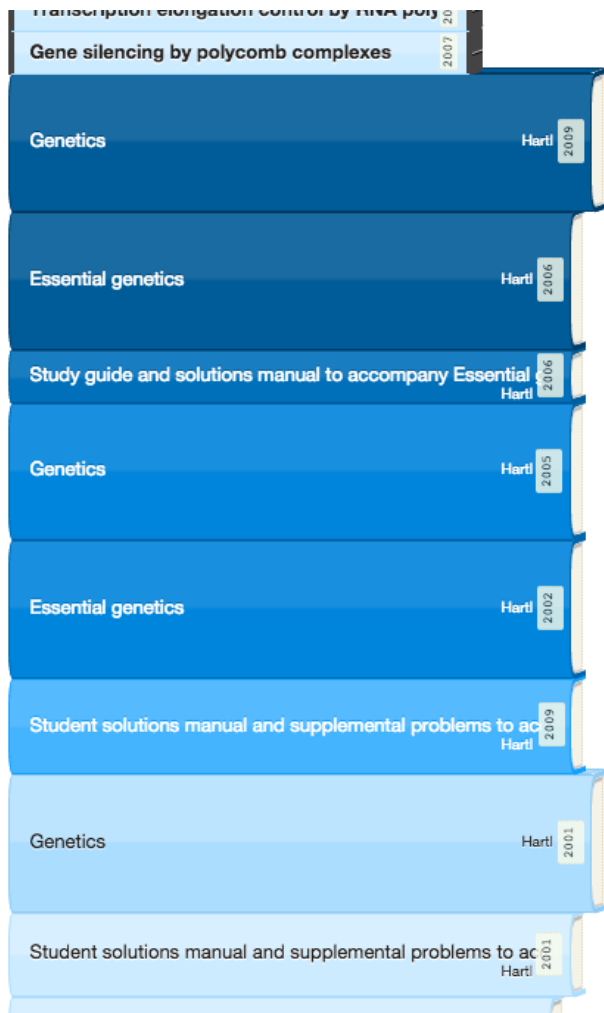 Transcription elongation control by RNA poly 20
Gene silencing by polycomb complexes 2007
Genetics Hartl 2009
Essential genetics Hartl 2006
Study guide and solutions manual to accompany Essential 2006
Hartl
Genetics Hartl 2005
Essential genetics Hartl 2002
Student solutions manual and supplemental problems to ac 2009
Hartl
Genetics Hartl 2001
Student solutions manual and supplemental problems to ac 2001
Hartl